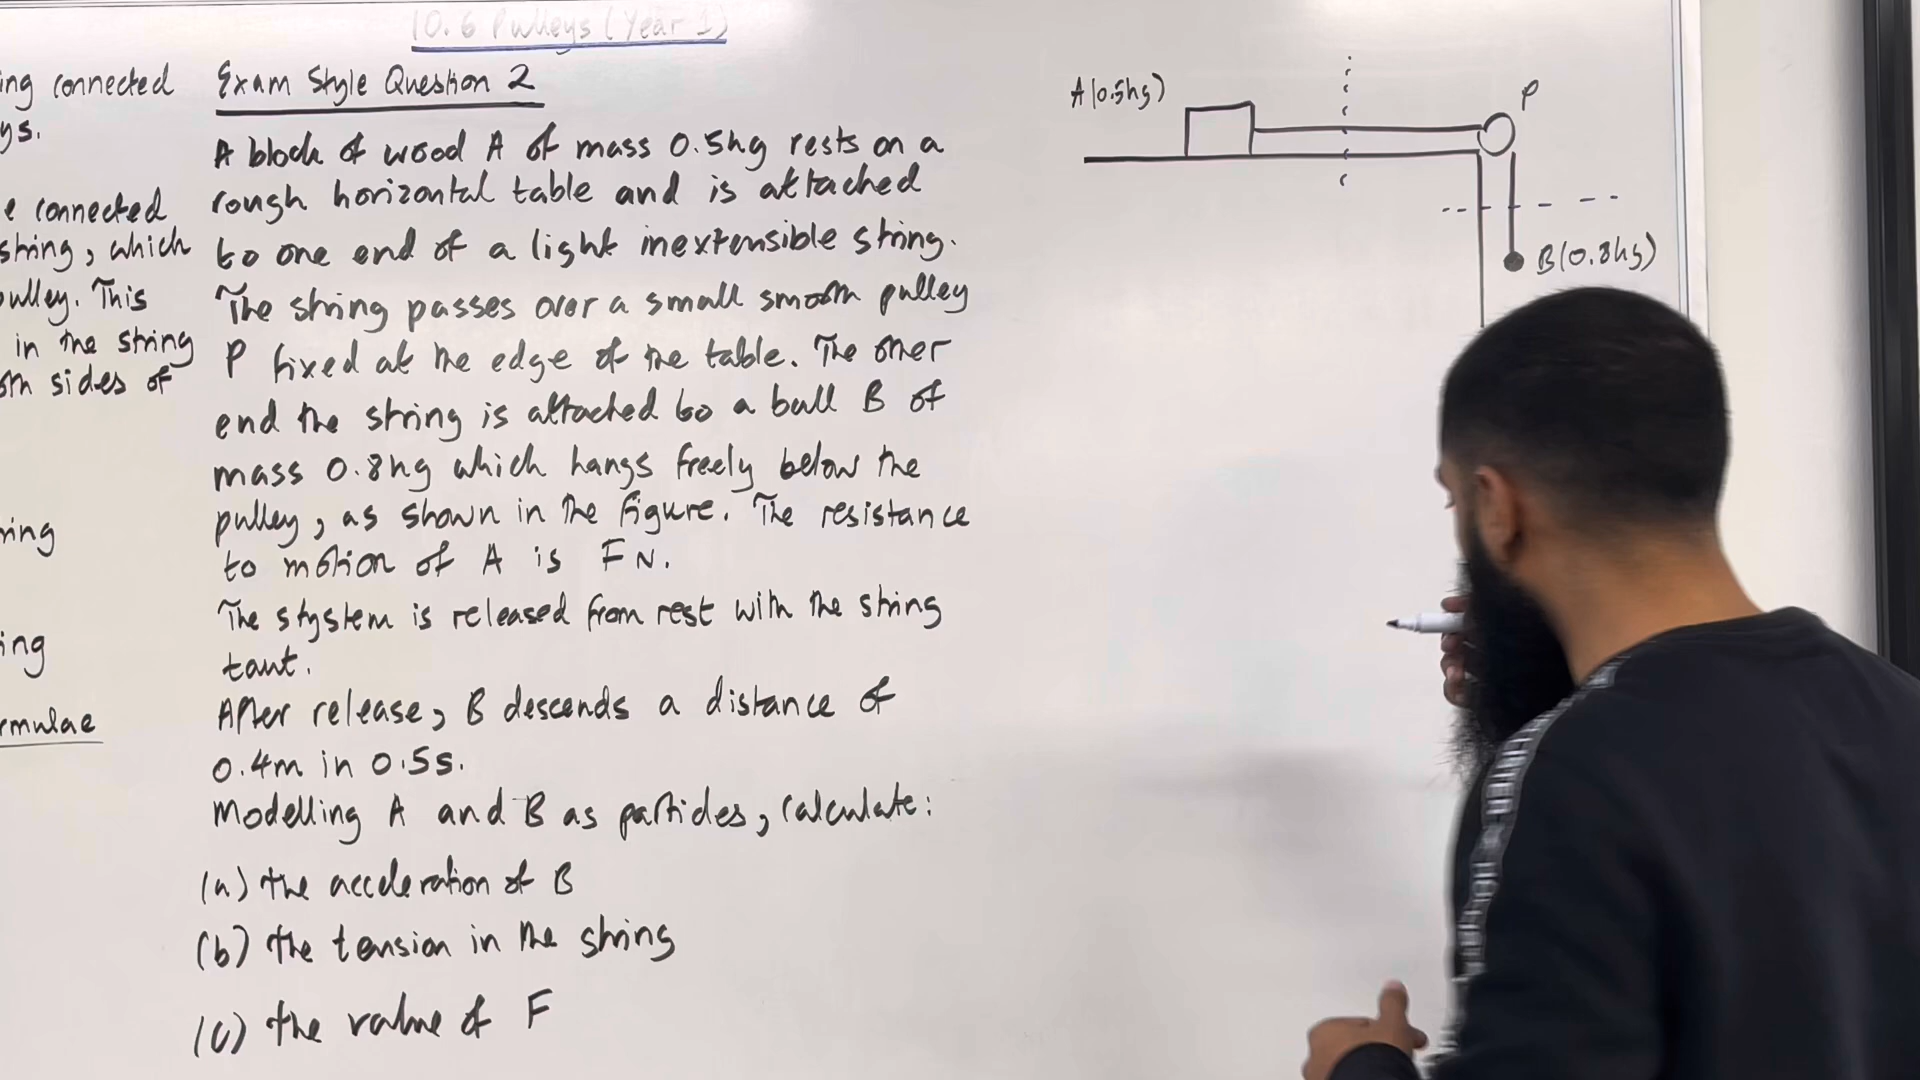 10.6 Pulleys (Year 1)
ing connected
ys.
e connected
string, which
pulley. This
in the string
oth sides of
ring
ing
rmulae
Exam Style Question 2
A block of wood A of mass 0.5kg rests on a
rough horizontal table and is attached
to one end of a light inextensible string.
The string passes over a small smooth pulley
P fixed at the edge of the table. The other
end the string is attached to a ball B of
mass 0.8kg which hangs freely below the
pulley, as shown in the figure. The resistance
to motion of A is F N.
The stystem is released from rest with the string
taut.
After release, B descends a distance of
0.4m in 0.5s.
Modelling A and B as particles, calculate:
(a) the acceleration of B
(b) the tension in the string
(c) the value of F
A(0.5kg)
P
B(0.8kg)